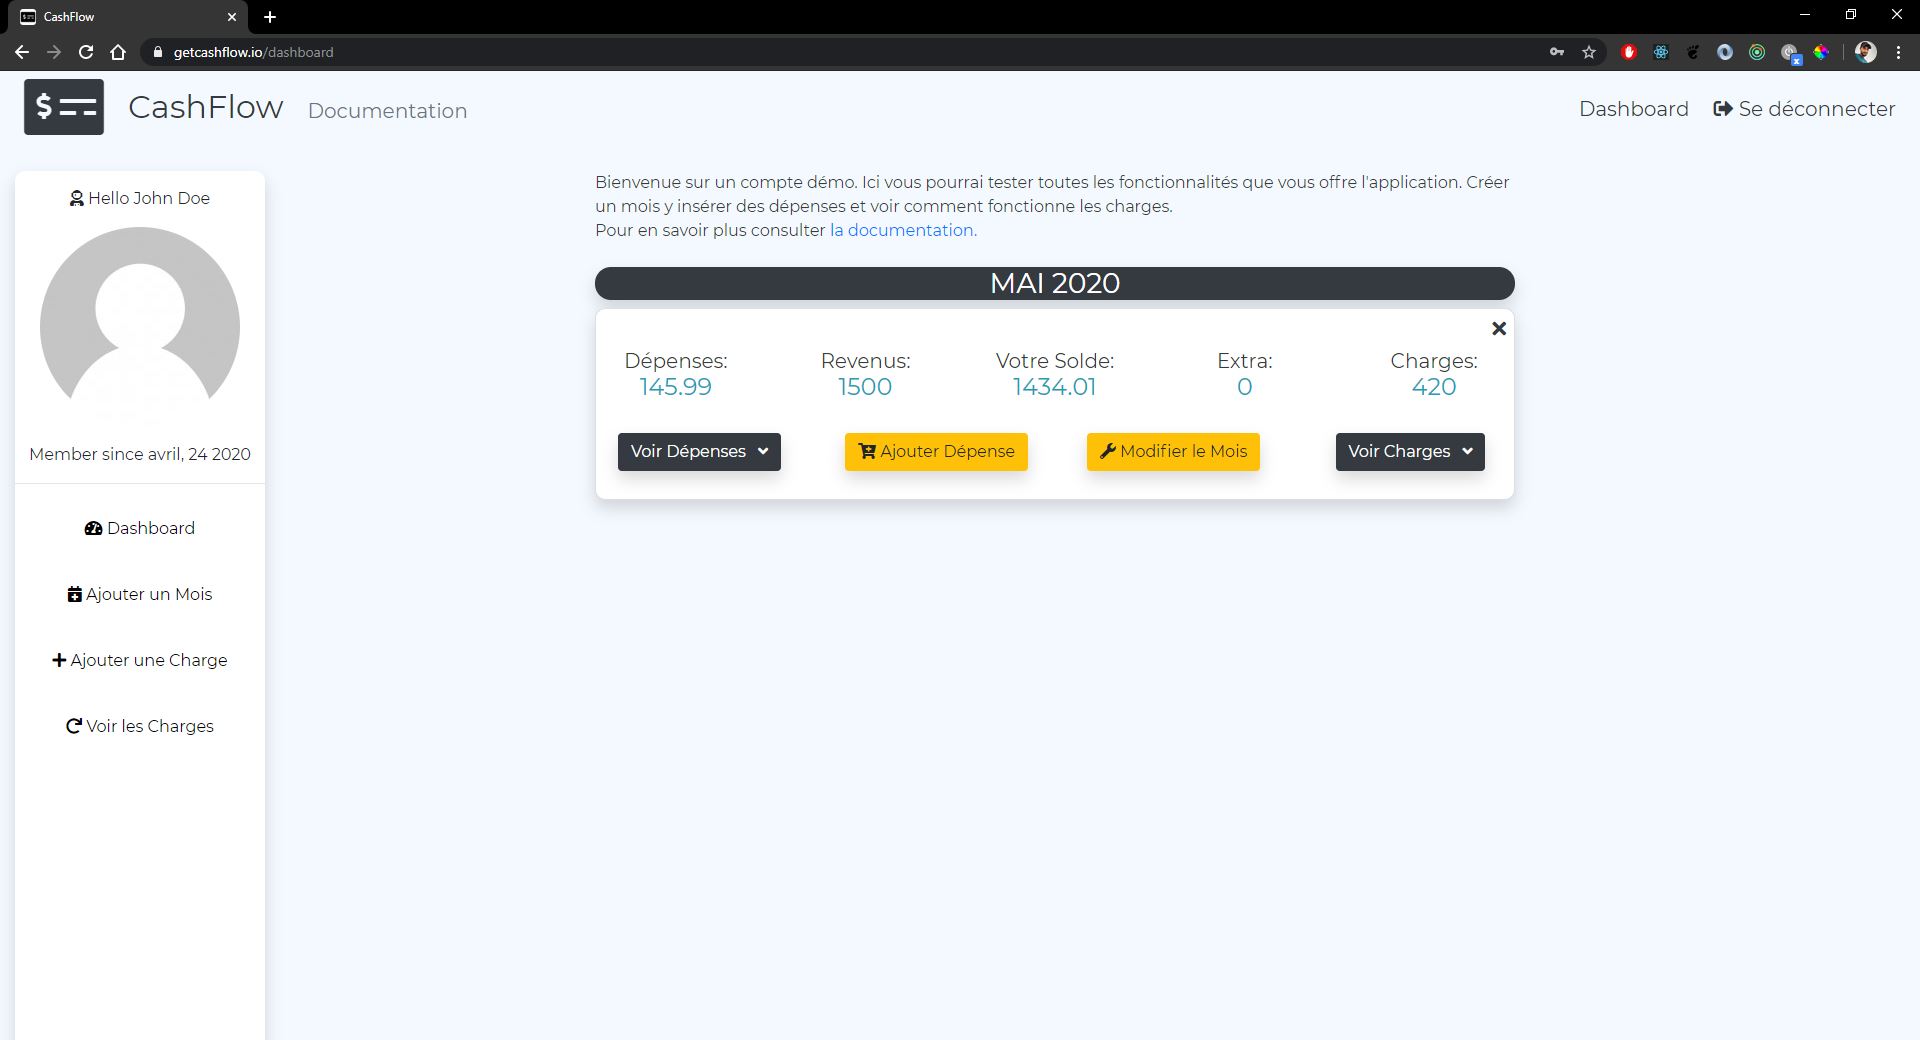 CashFlow
getcashflow.io/dashboard
$
CashFlow
Documentation
Dashboard
Se déconnecter
Hello John Doe
Member since avril, 24 2020
Dashboard
Ajouter un Mois
Ajouter une Charge
Voir les Charges
Bienvenue sur un compte démo. Ici vous pourrai tester toutes les fonctionnalités que vous offre l'application. Créer
un mois y insérer des dépenses et voir comment fonctionne les charges.
Pour en savoir plus consulter la documentation.
MAI 2020
Dépenses: Revenus: Votre Solde: Extra: Charges:
145.99 1500 1434.01 0 420
Voir Dépenses Ajouter Dépense Modifier le Mois Voir Charges